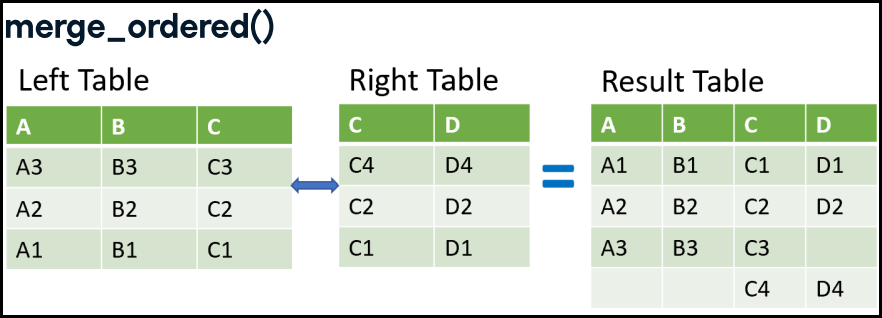 merge_ordered()
Left Table Right Table Result Table
A B C C D A B C D
A3 B3 C3 C4 D4 A1 B1 C1 D1
A2 B2 C2 C2 D2 A2 B2 C2 D2
A1 B1 C1 C1 D1 A3 B3 C3
C4 D4